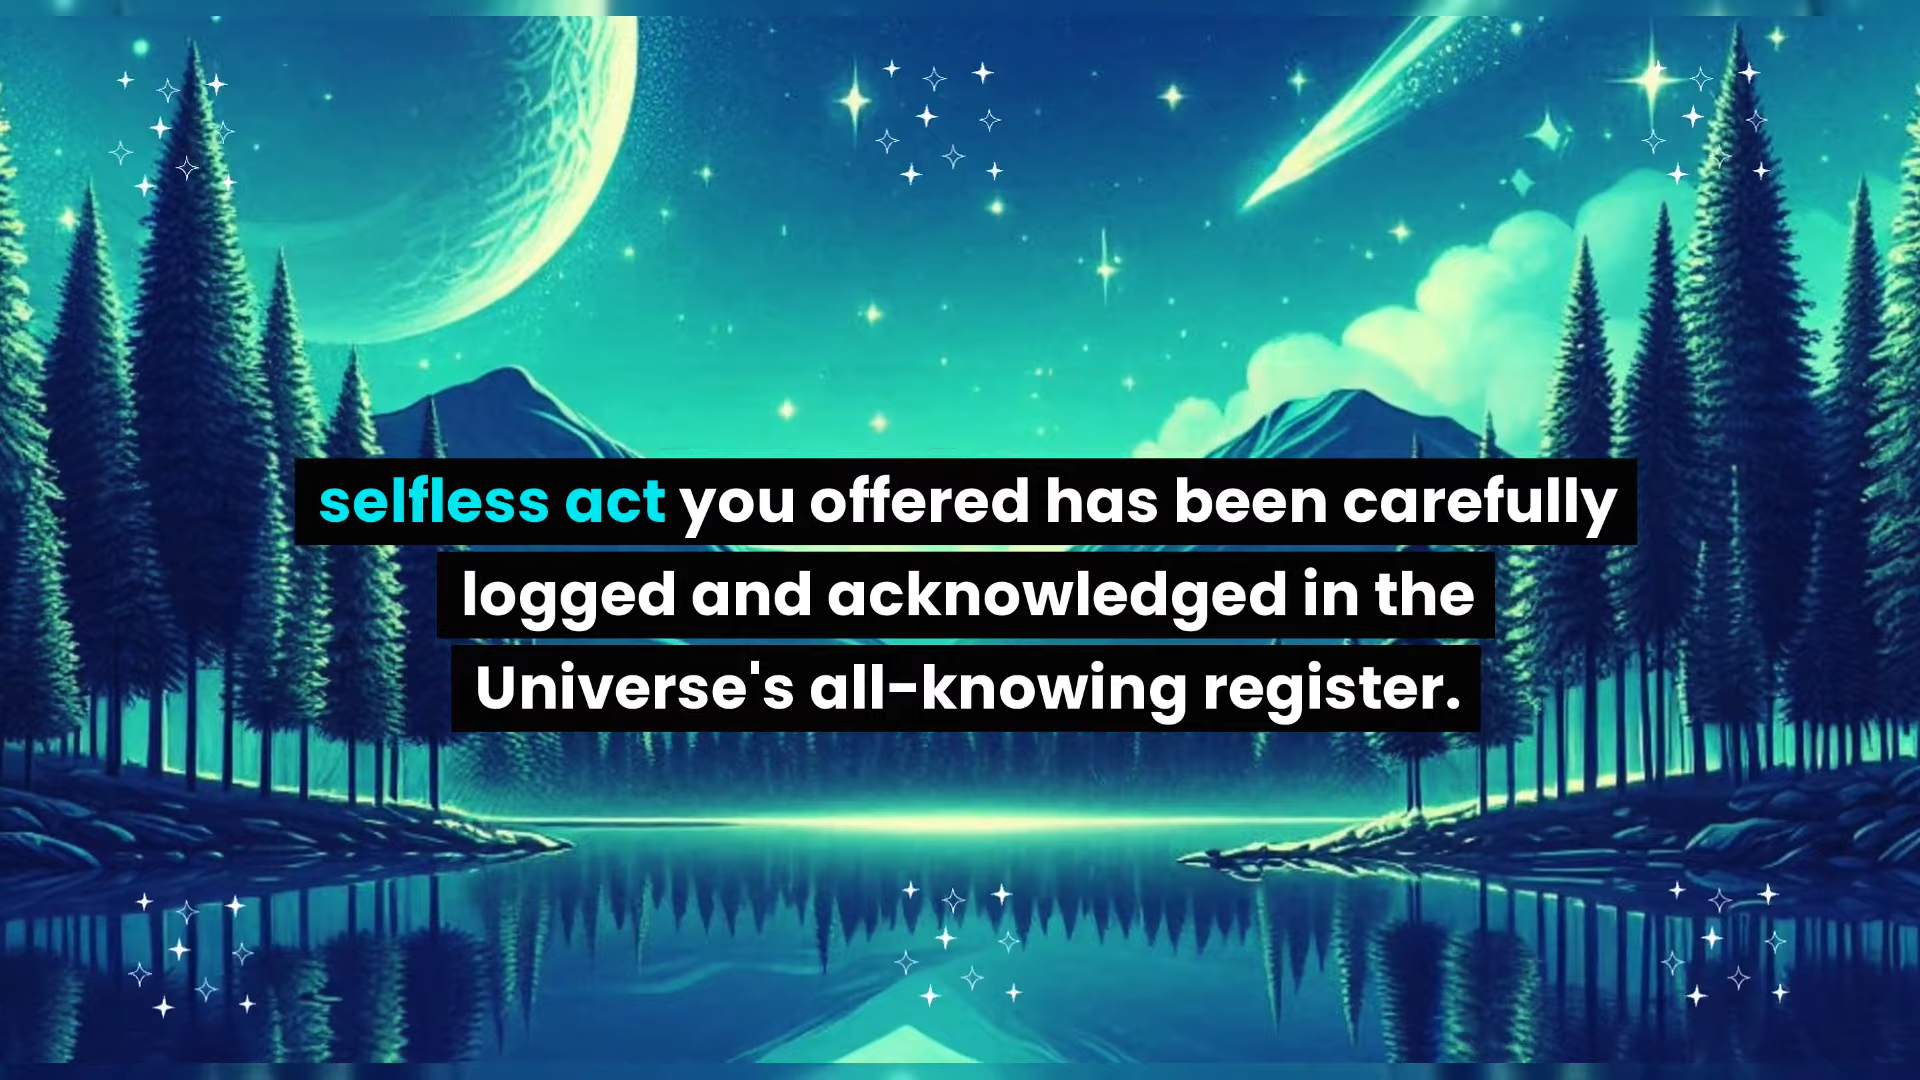 selfless act you offered has been carefully
logged and acknowledged in the
Universe's all-knowing register.